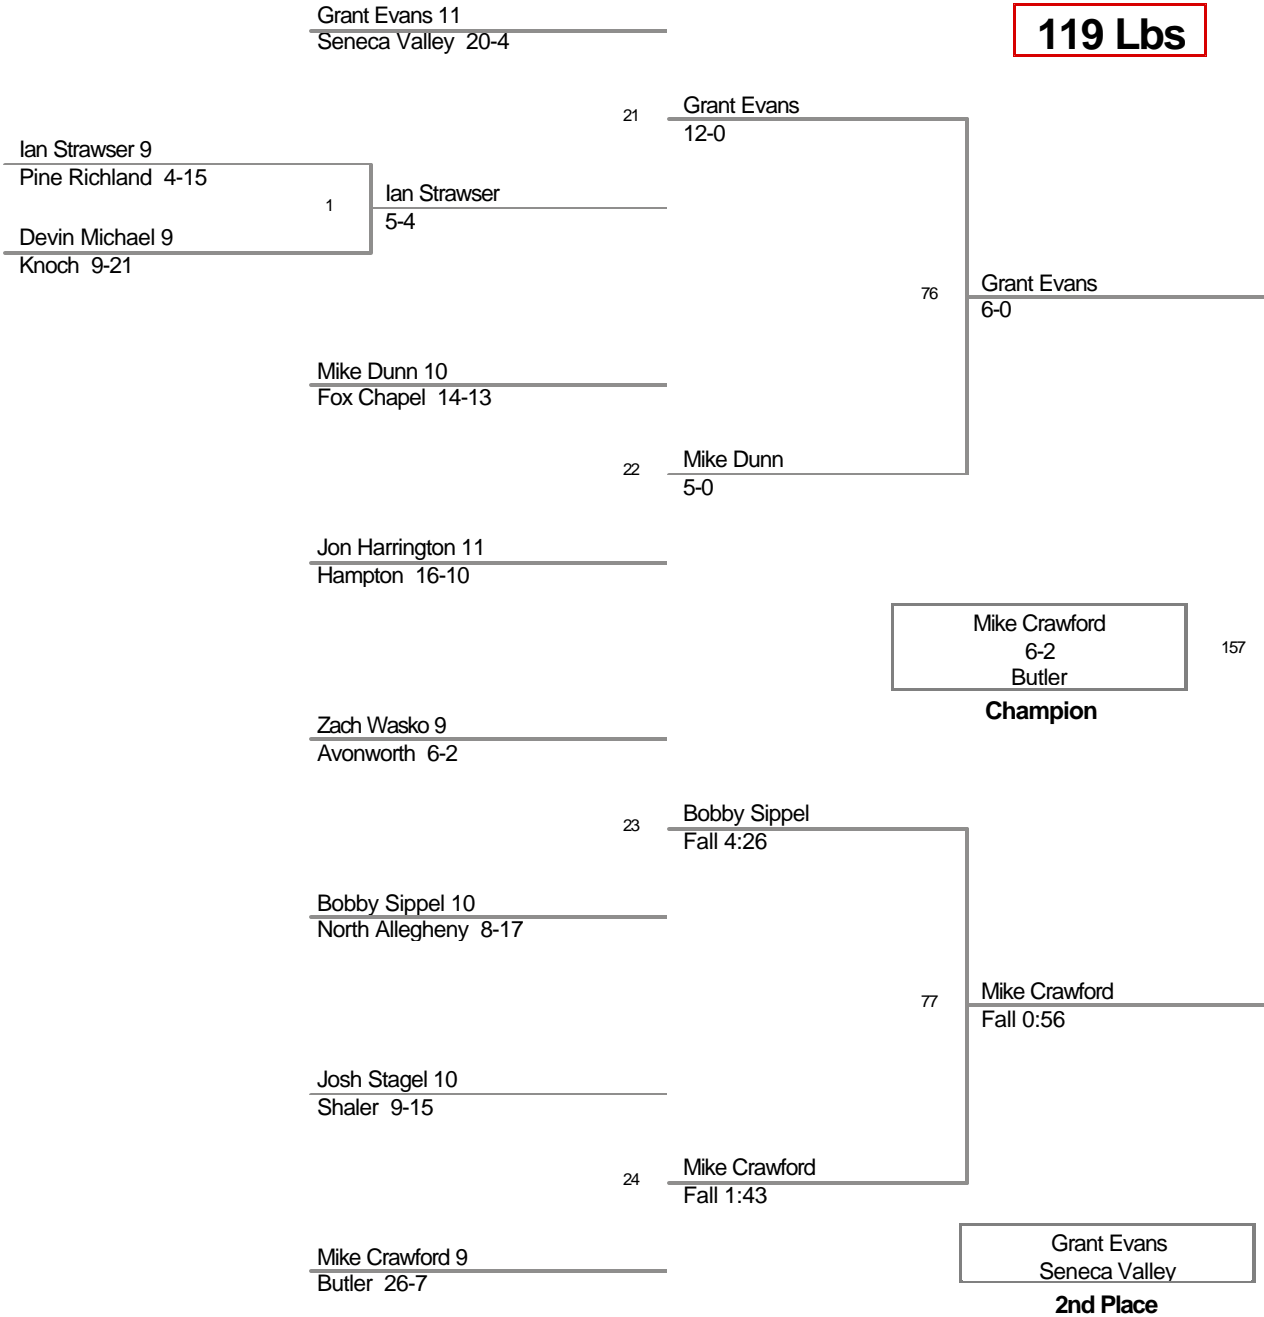 Grant Evans 11
Seneca Valley 20-4
119 Lbs
21
Grant Evans
12-0
Ian Strawser 9
Pine Richland 4-15
1
Ian Strawser
5-4
Devin Michael 9
Knoch 9-21
76
Grant Evans
6-0
Mike Dunn 10
Fox Chapel 14-13
22
Mike Dunn
5-0
Jon Harrington 11
Hampton 16-10
Mike Crawford
6-2
Butler
157
Champion
Zach Wasko 9
Avonworth 6-2
23
Bobby Sippel
Fall 4:26
Bobby Sippel 10
North Allegheny 8-17
77
Mike Crawford
Fall 0:56
Josh Stagel 10
Shaler 9-15
24
Mike Crawford
Fall 1:43
Mike Crawford 9
Butler 26-7
Grant Evans
Seneca Valley
2nd Place